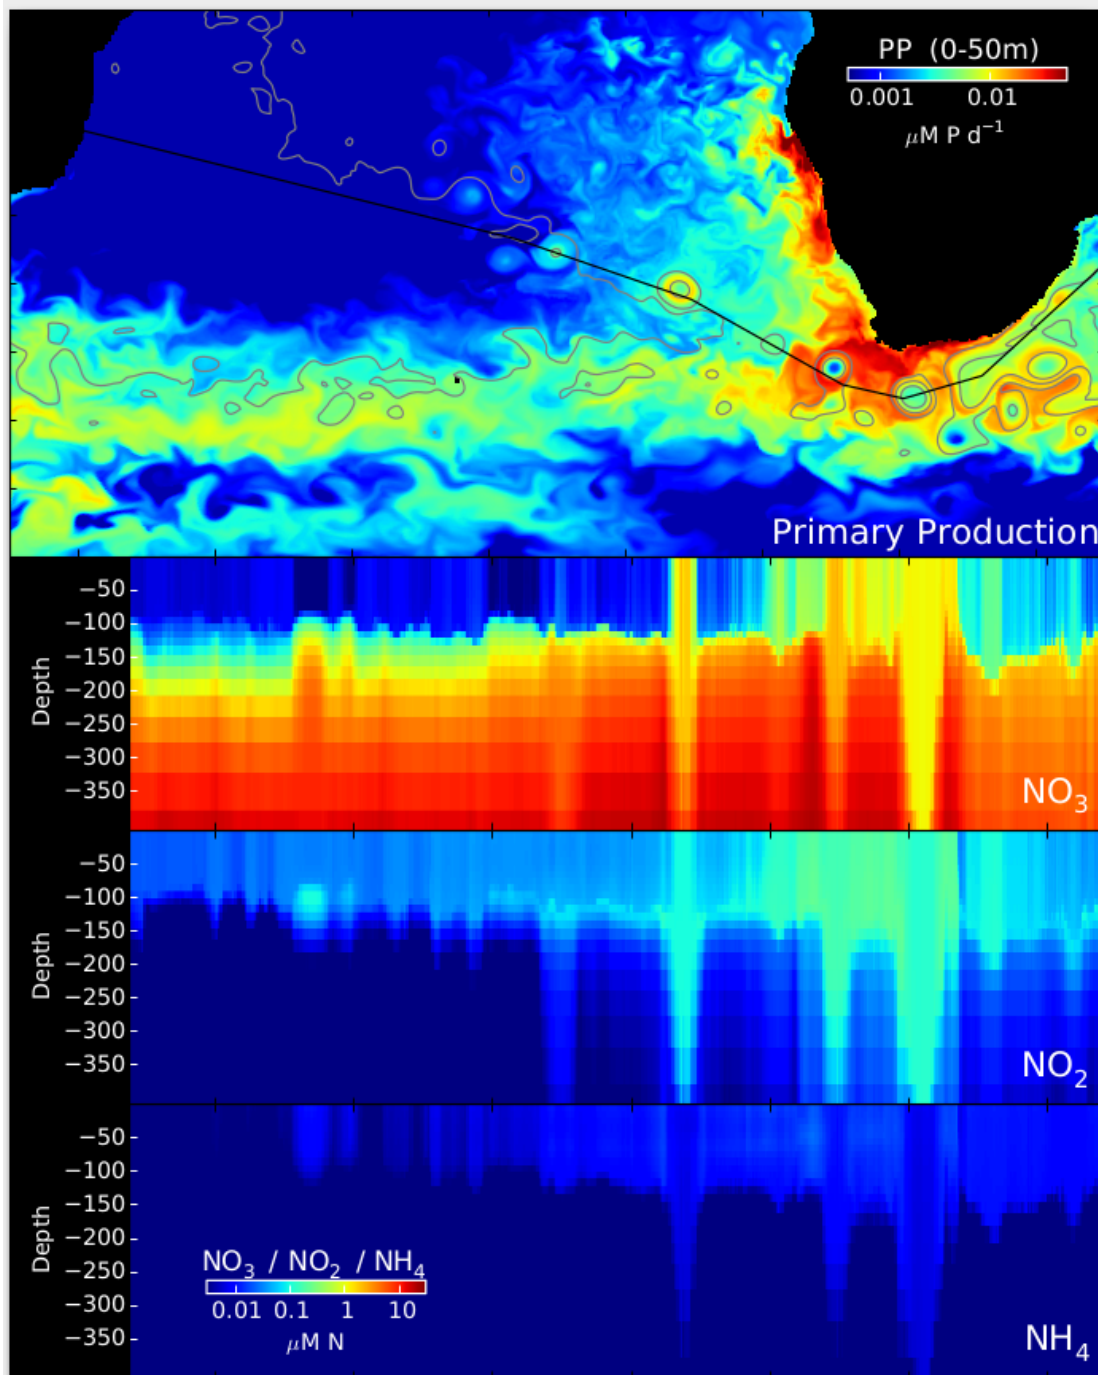 PP (0-50m)
0.001 0.01
μM P d⁻¹
Primary Production
−50
−100
−150
−200
−250
−300
−350
Depth
NO₃
−50
−100
−150
−200
−250
−300
−350
Depth
NO₂
−50
−100
−150
−200
−250
−300
−350
Depth
NO₃ / NO₂ / NH₄
0.01 0.1 1 10
μM N
NH₄